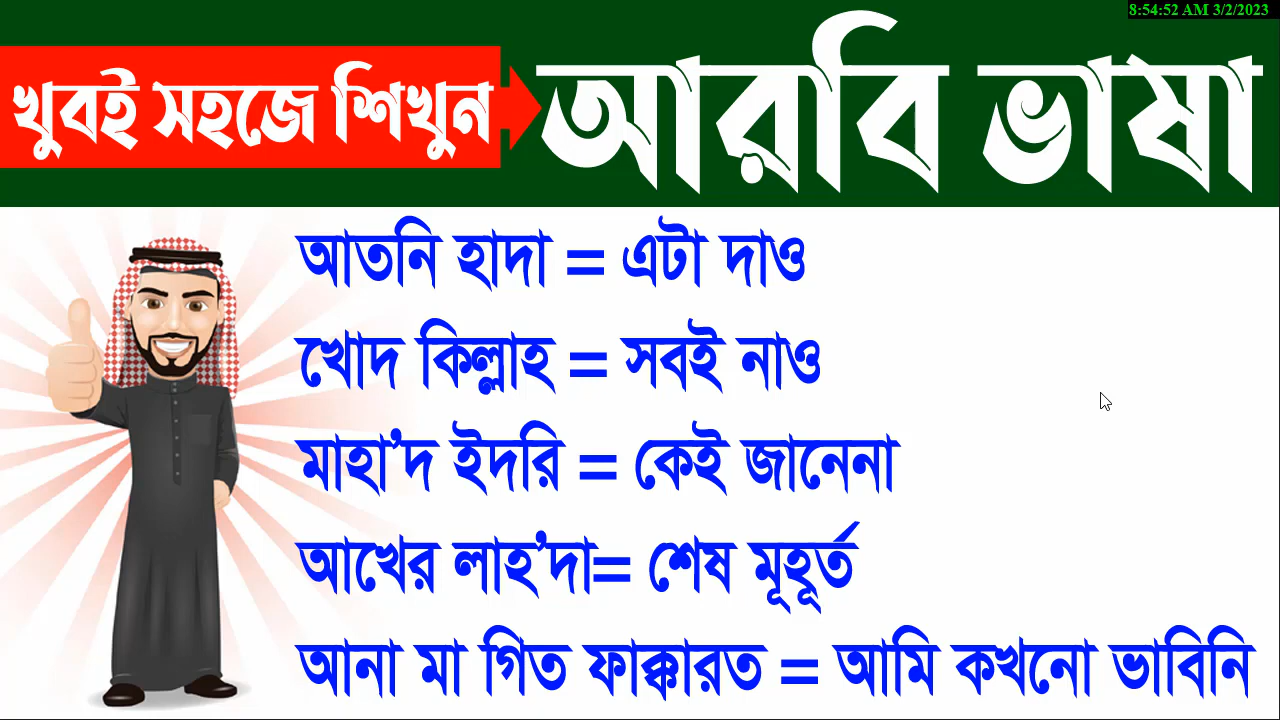 8:54:52 AM 3/2/2023
খুবই সহজে শিখুন আরবি ভাষা
আতনি হাদা = এটা দাও
খোদ কিল্লাহ = সবই নাও
মাহা'দ ইদরি = কেই জানেনা
আখের লাহ'দা= শেষ মূহূর্ত
আনা মা গিত ফাক্কারত = আমি কখনো ভাবিনি